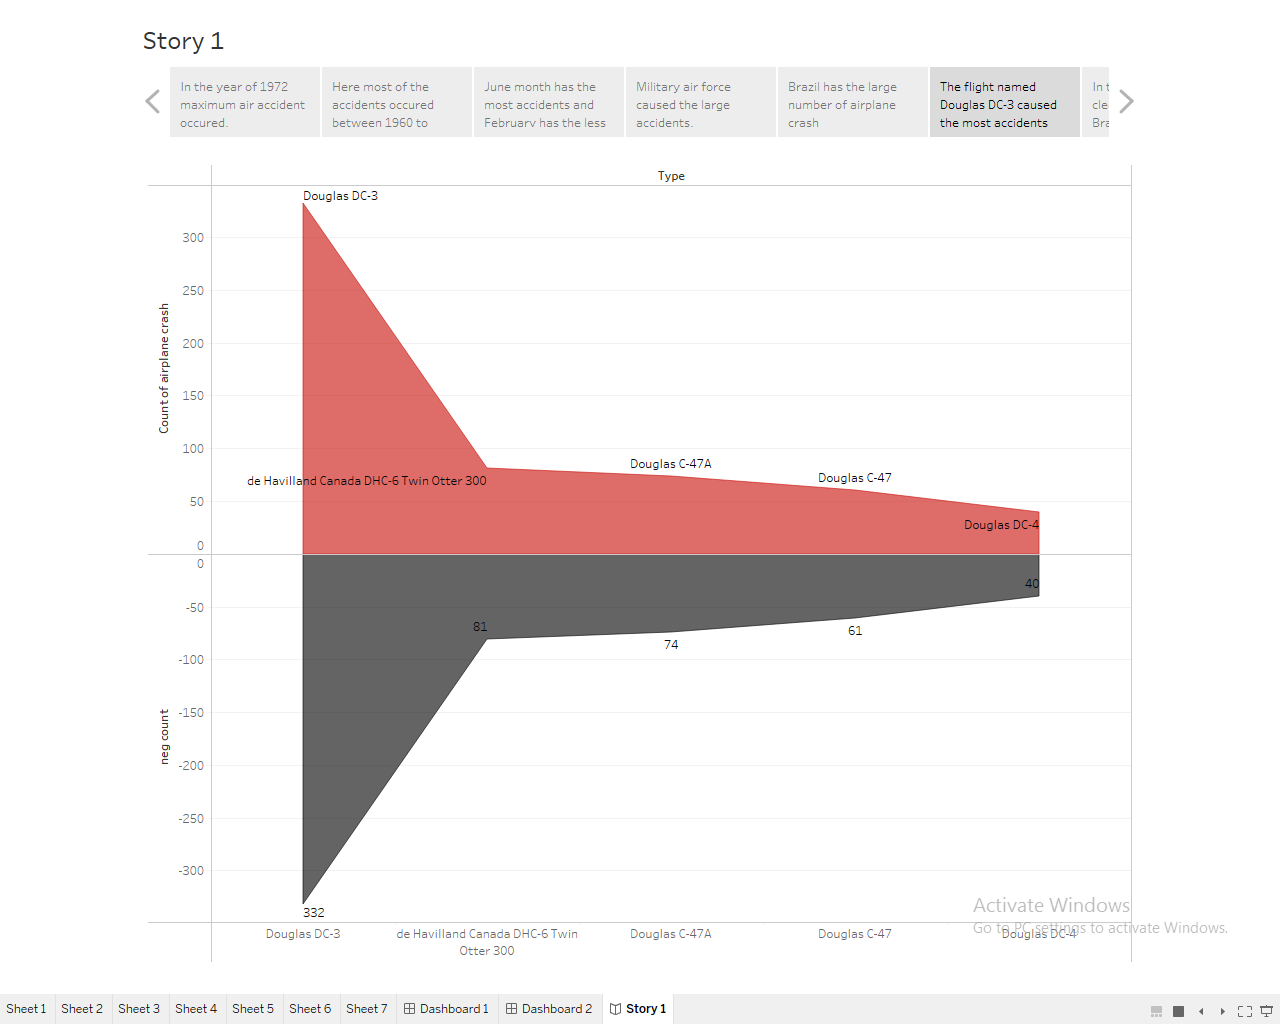 Story 1
In the year of 1972
maximum air accident
occured.
Here most of the
accidents occured
between 1960 to
June month has the
most accidents and
February has the less
Military air force
caused the large
accidents.
Brazil has the large
number of airplane
crash
The flight named
Douglas DC-3 caused
the most accidents
In t
cle
Bra
Type
Douglas DC-3
300
250
200
150
100
50
0
Count of airplane crash
de Havilland Canada DHC-6 Twin Otter 300
Douglas C-47A
Douglas C-47
Douglas DC-4
0
-50
-100
-150
-200
-250
-300
neg count
332
81
74
61
40
Douglas DC-3
de Havilland Canada DHC-6 Twin
Otter 300
Douglas C-47A
Douglas C-47
Douglas DC-4
Activate Windows
Go to PC settings to activate Windows.
Sheet 1
Sheet 2
Sheet 3
Sheet 4
Sheet 5
Sheet 6
Sheet 7
Dashboard 1
Dashboard 2
Story 1